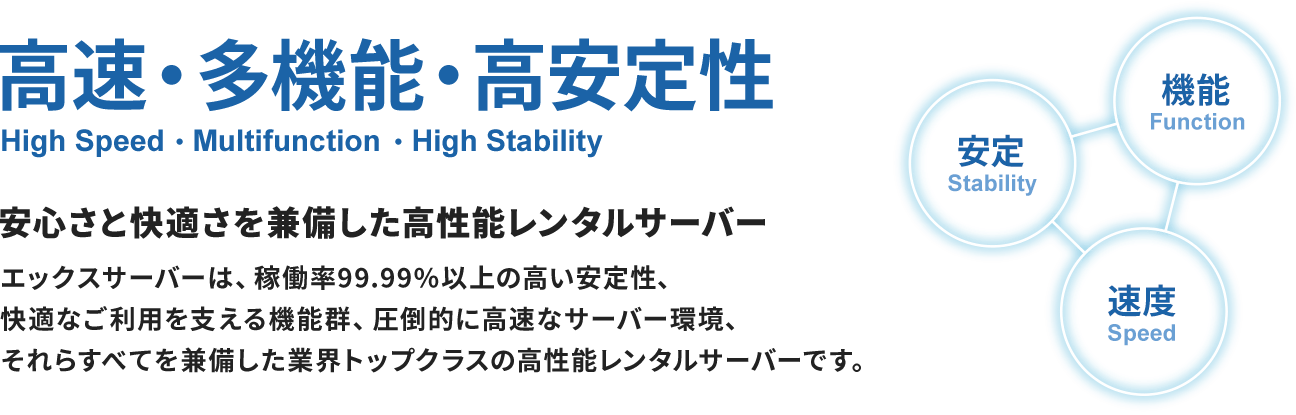 高速・多機能・高安定性
High Speed・Multifunction・High Stability
安心さと快適さを兼備した高性能レンタルサーバー
エックスサーバーは、稼働率99.99%以上の高い安定性、
快適なご利用を支える機能群、圧倒的に高速なサーバー環境、
それらすべてを兼備した業界トップクラスの高性能レンタルサーバーです。
機能
Function
安定
Stability
速度
Speed